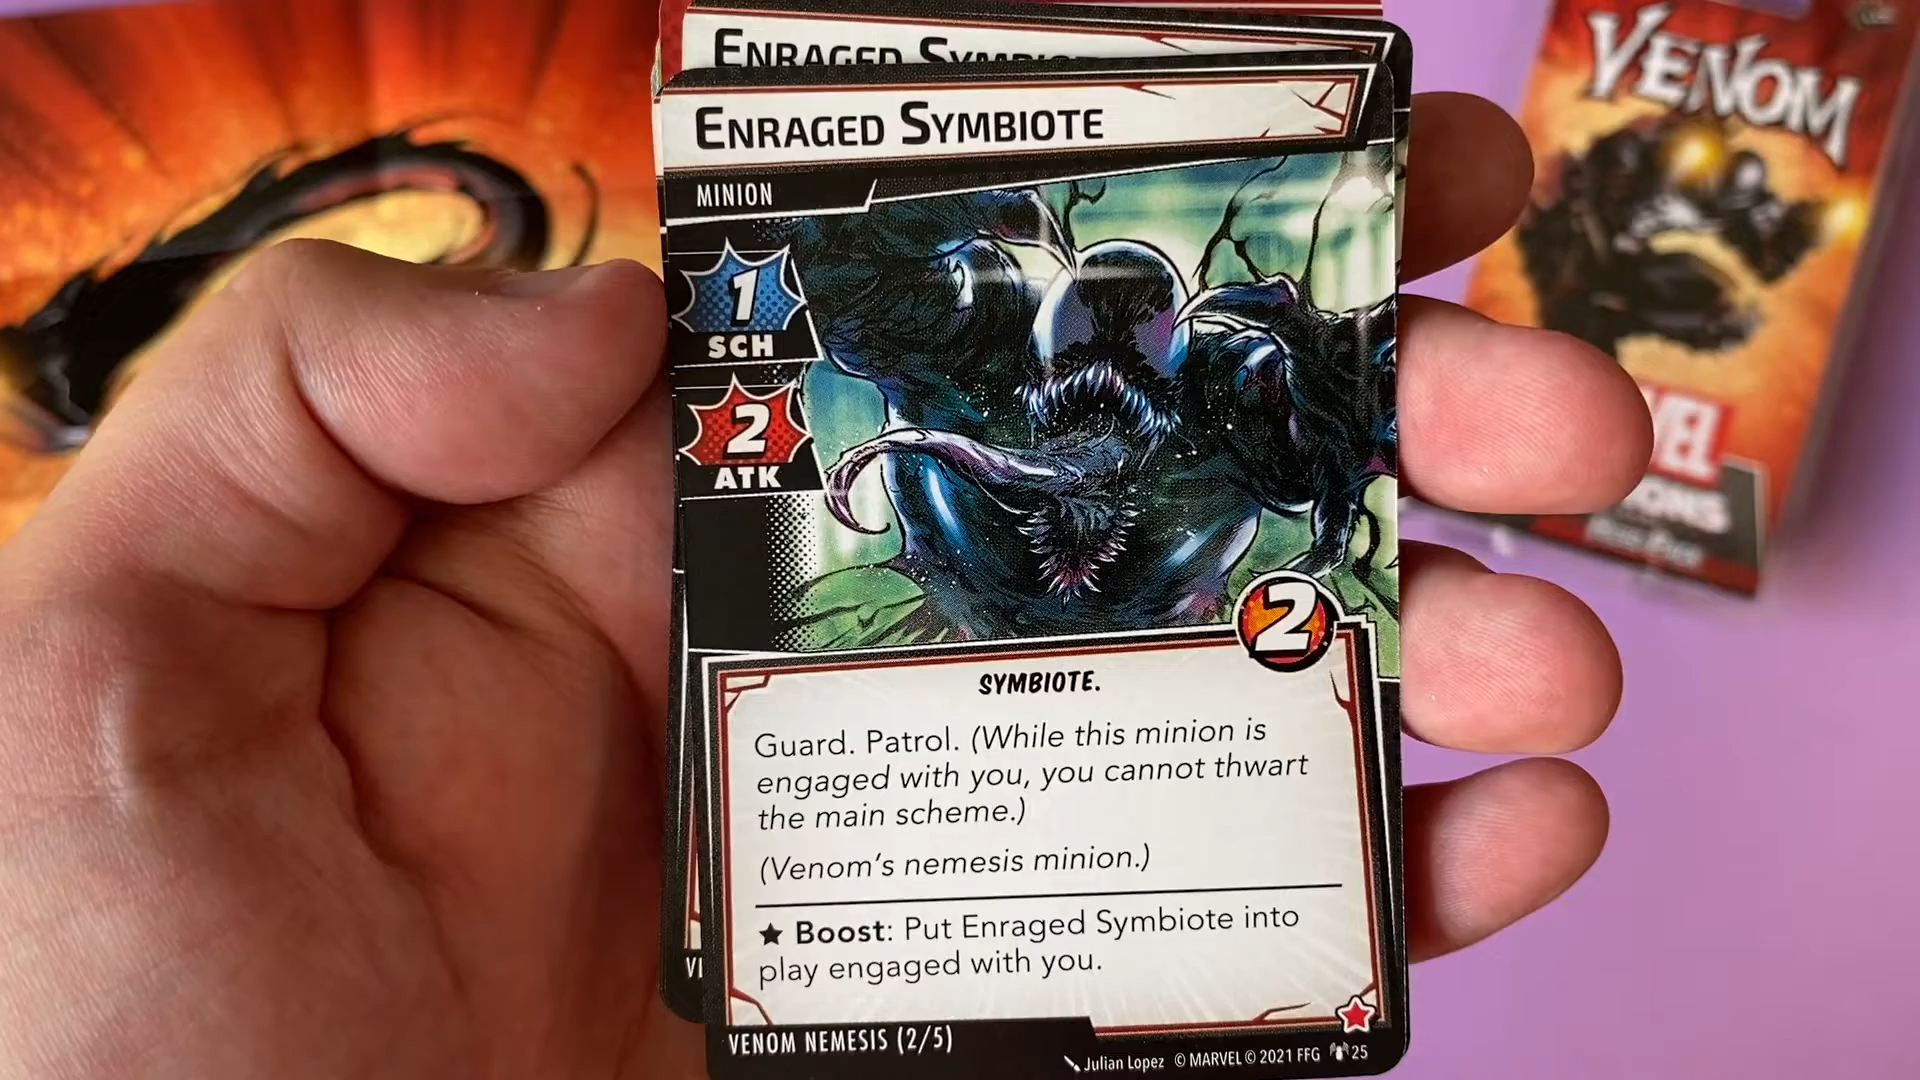 ENRAGED
ENRAGED SYMBIOTE
MINION
1
SCH
2
ATK
2
SYMBIOTE.
Guard. Patrol. (While this minion is
engaged with you, you cannot thwart
the main scheme.)
(Venom's nemesis minion.)
★ Boost: Put Enraged Symbiote into
play engaged with you.
VENOM NEMESIS (2/5)
Julian Lopez © MARVEL © 2021 FFG 25
VENOM